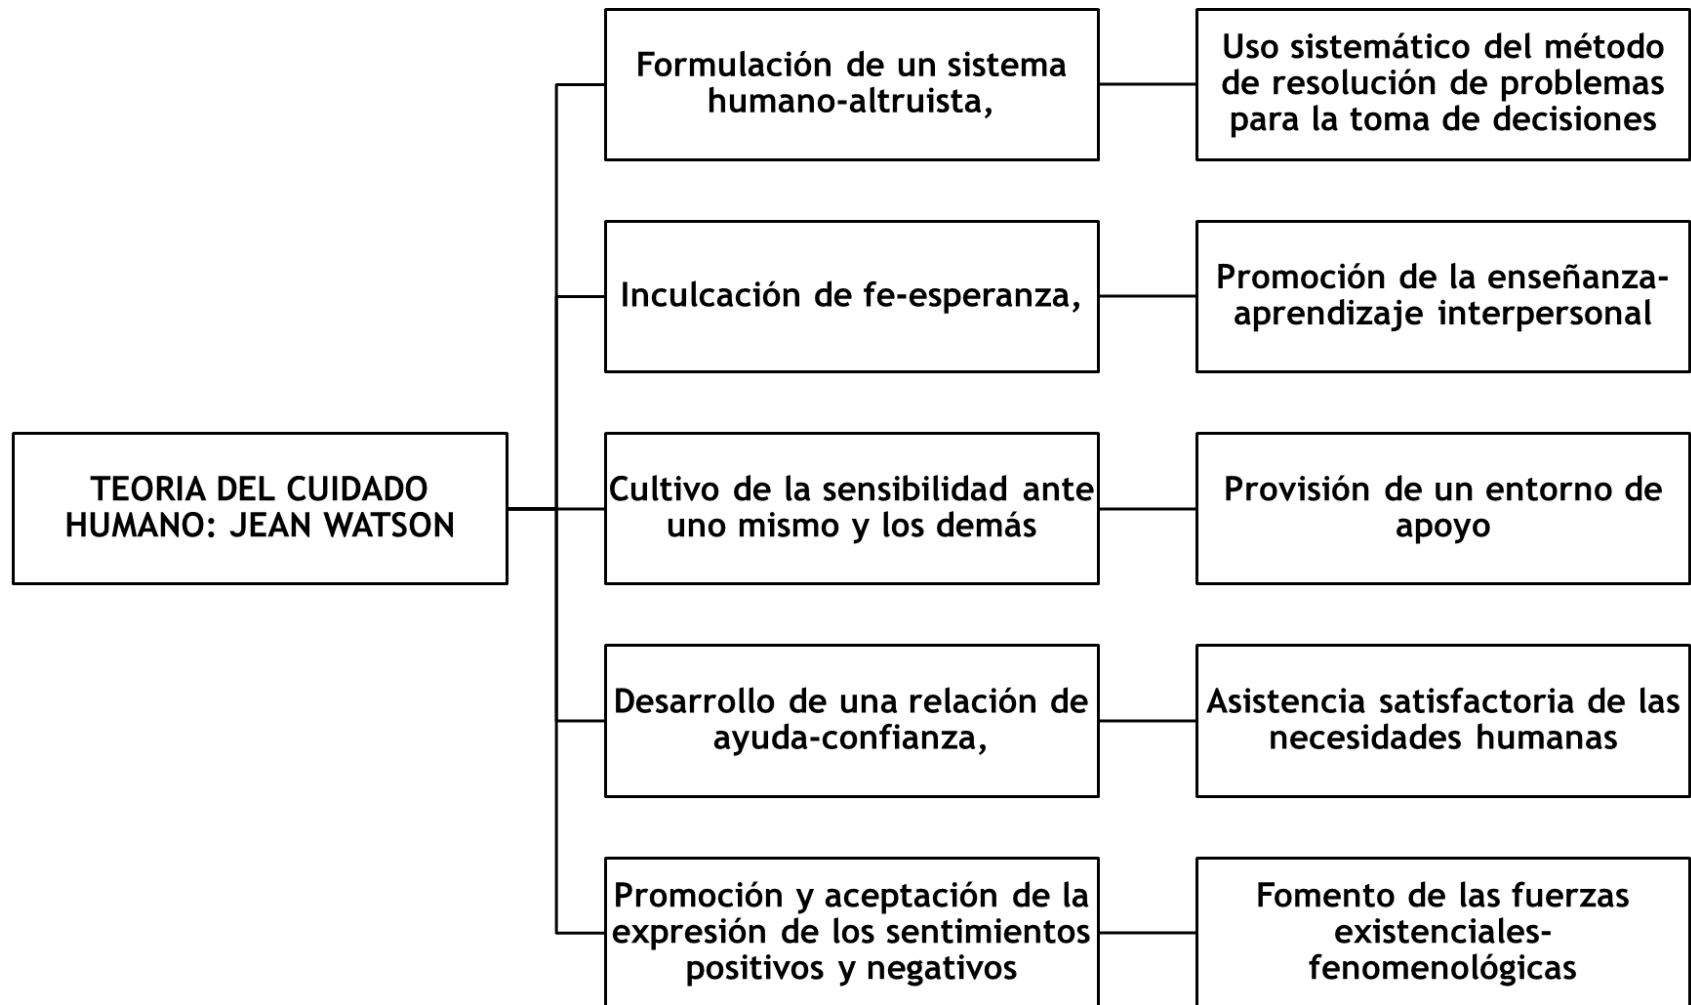 Formulación de un sistema
humano-altruista,
Uso sistemático del método
de resolución de problemas
para la toma de decisiones
Inculcación de fe-esperanza,
Promoción de la enseñanza-
aprendizaje interpersonal
TEORIA DEL CUIDADO
HUMANO: JEAN WATSON
Cultivo de la sensibilidad ante
uno mismo y los demás
Provisión de un entorno de
apoyo
Desarrollo de una relación de
ayuda-confianza,
Asistencia satisfactoria de las
necesidades humanas
Promoción y aceptación de la
expresión de los sentimientos
positivos y negativos
Fomento de las fuerzas
existenciales-
fenomenológicas